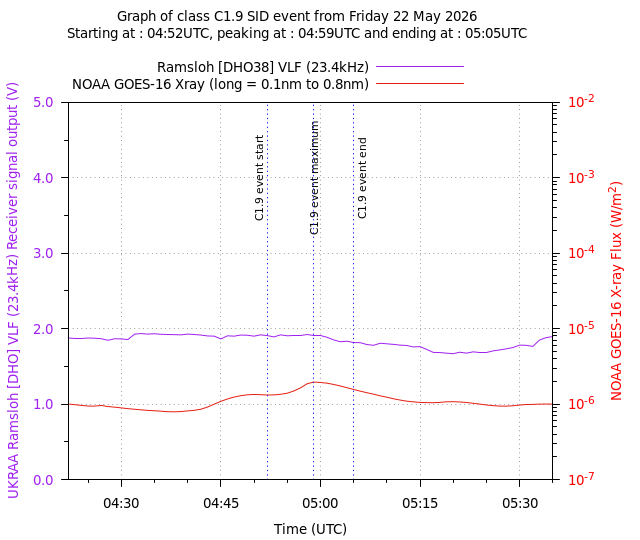 Graph of class C1.9 SID event from Friday 22 May 2026
Starting at : 04:52UTC, peaking at : 04:59UTC and ending at : 05:05UTC
Ramsloh [DHO38] VLF (23.4kHz)
NOAA GOES-16 Xray (long = 0.1nm to 0.8nm)
UKRAA Ramsloh [DHO] VLF (23.4kHz) Receiver signal output (V)
5.0
4.0
3.0
2.0
1.0
0.0
C1.9 event start
C1.9 event maximum
C1.9 event end
10-2
10-3
10-4
10-5
10-6
10-7
NOAA GOES-16 X-ray Flux (W/m2)
04:30 04:45 05:00 05:15 05:30
Time (UTC)